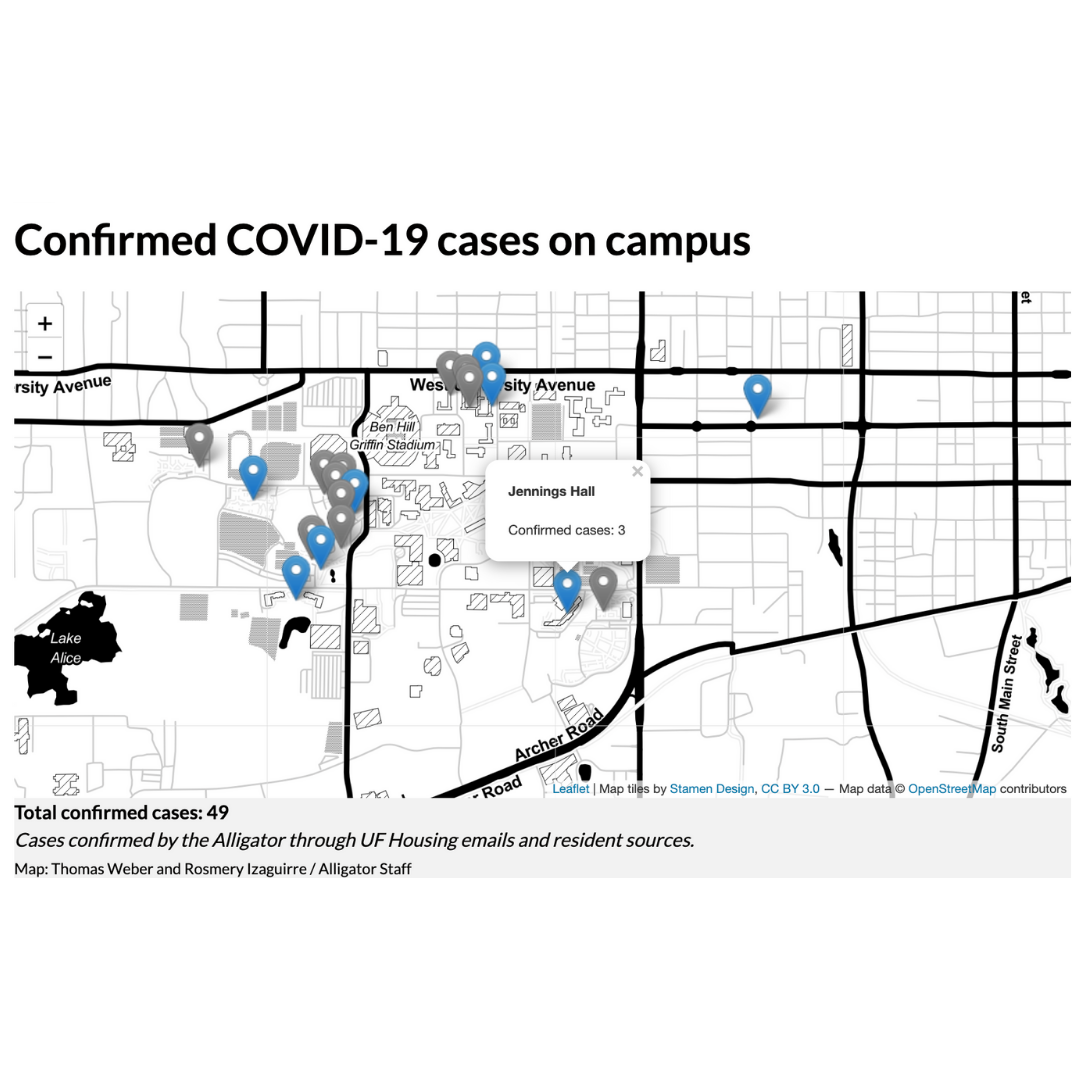 Confirmed COVID-19 cases on campus
+
−
et
rsity Avenue
West
sity Avenue
Ben Hill
Griffin Stadium
×
Jennings Hall
Confirmed cases: 3
Lake
Alice
South Main Street
Archer Road
r Road
Leaflet | Map tiles by Stamen Design, CC BY 3.0 — Map data © OpenStreetMap contributors
Total confirmed cases: 49
Cases confirmed by the Alligator through UF Housing emails and resident sources.
Map: Thomas Weber and Rosmery Izaguirre / Alligator Staff